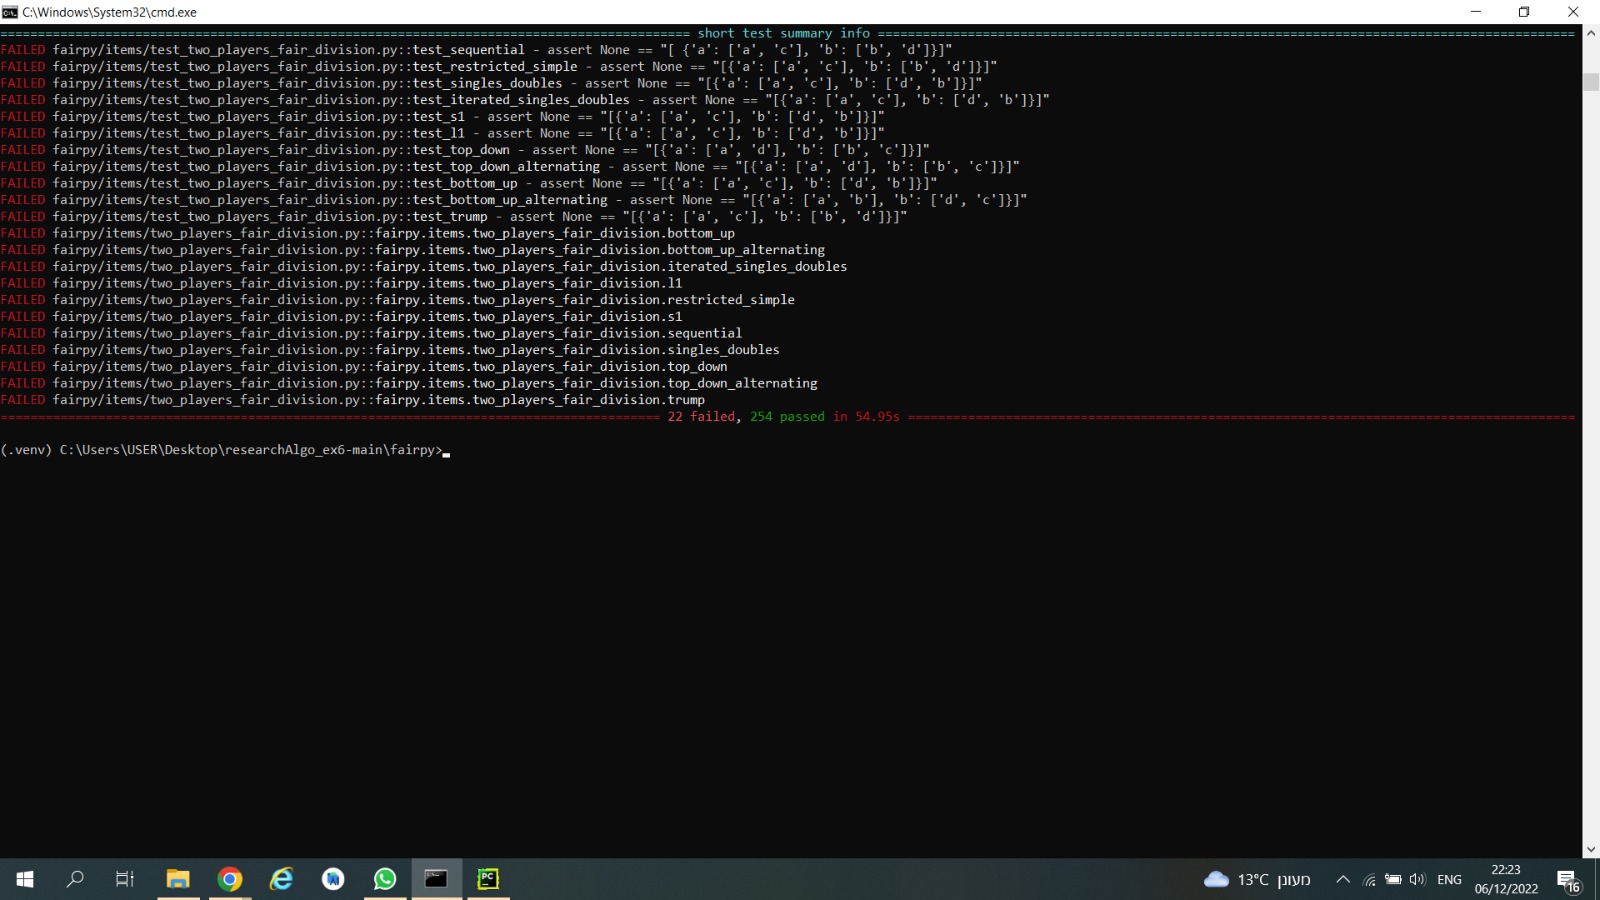 C:\Windows\System32\cmd.exe
short test summary info
FAILED fairpy/items/test_two_players_fair_division.py::test_sequential - assert None == "[ {'a': ['a', 'c'], 'b': ['b', 'd']}]"
FAILED fairpy/items/test_two_players_fair_division.py::test_restricted_simple - assert None == "[{'a': ['a', 'c'], 'b': ['b', 'd']}]"
FAILED fairpy/items/test_two_players_fair_division.py::test_singles_doubles - assert None == "[{'a': ['a', 'c'], 'b': ['d', 'b']}]"
FAILED fairpy/items/test_two_players_fair_division.py::test_iterated_singles_doubles - assert None == "[{'a': ['a', 'c'], 'b': ['d', 'b']}]"
FAILED fairpy/items/test_two_players_fair_division.py::test_s1 - assert None == "[{'a': ['a', 'c'], 'b': ['d', 'b']}]"
FAILED fairpy/items/test_two_players_fair_division.py::test_l1 - assert None == "[{'a': ['a', 'c'], 'b': ['d', 'b']}]"
FAILED fairpy/items/test_two_players_fair_division.py::test_top_down - assert None == "[{'a': ['a', 'd'], 'b': ['b', 'c']}]"
FAILED fairpy/items/test_two_players_fair_division.py::test_top_down_alternating - assert None == "[{'a': ['a', 'd'], 'b': ['b', 'c']}]"
FAILED fairpy/items/test_two_players_fair_division.py::test_bottom_up - assert None == "[{'a': ['a', 'c'], 'b': ['d', 'b']}]"
FAILED fairpy/items/test_two_players_fair_division.py::test_bottom_up_alternating - assert None == "[{'a': ['a', 'b'], 'b': ['d', 'c']}]"
FAILED fairpy/items/test_two_players_fair_division.py::test_trump - assert None == "[{'a': ['a', 'c'], 'b': ['b', 'd']}]"
FAILED fairpy/items/two_players_fair_division.py::fairpy.items.two_players_fair_division.bottom_up
FAILED fairpy/items/two_players_fair_division.py::fairpy.items.two_players_fair_division.bottom_up_alternating
FAILED fairpy/items/two_players_fair_division.py::fairpy.items.two_players_fair_division.iterated_singles_doubles
FAILED fairpy/items/two_players_fair_division.py::fairpy.items.two_players_fair_division.l1
FAILED fairpy/items/two_players_fair_division.py::fairpy.items.two_players_fair_division.restricted_simple
FAILED fairpy/items/two_players_fair_division.py::fairpy.items.two_players_fair_division.s1
FAILED fairpy/items/two_players_fair_division.py::fairpy.items.two_players_fair_division.sequential
FAILED fairpy/items/two_players_fair_division.py::fairpy.items.two_players_fair_division.singles_doubles
FAILED fairpy/items/two_players_fair_division.py::fairpy.items.two_players_fair_division.top_down
FAILED fairpy/items/two_players_fair_division.py::fairpy.items.two_players_fair_division.top_down_alternating
FAILED fairpy/items/two_players_fair_division.py::fairpy.items.two_players_fair_division.trump
22 failed, 254 passed in 54.95s
(.venv) C:\Users\USER\Desktop\researchAlgo_ex6-main\fairpy>
PC
13°C מעונן
ENG
22:23
06/12/2022
16